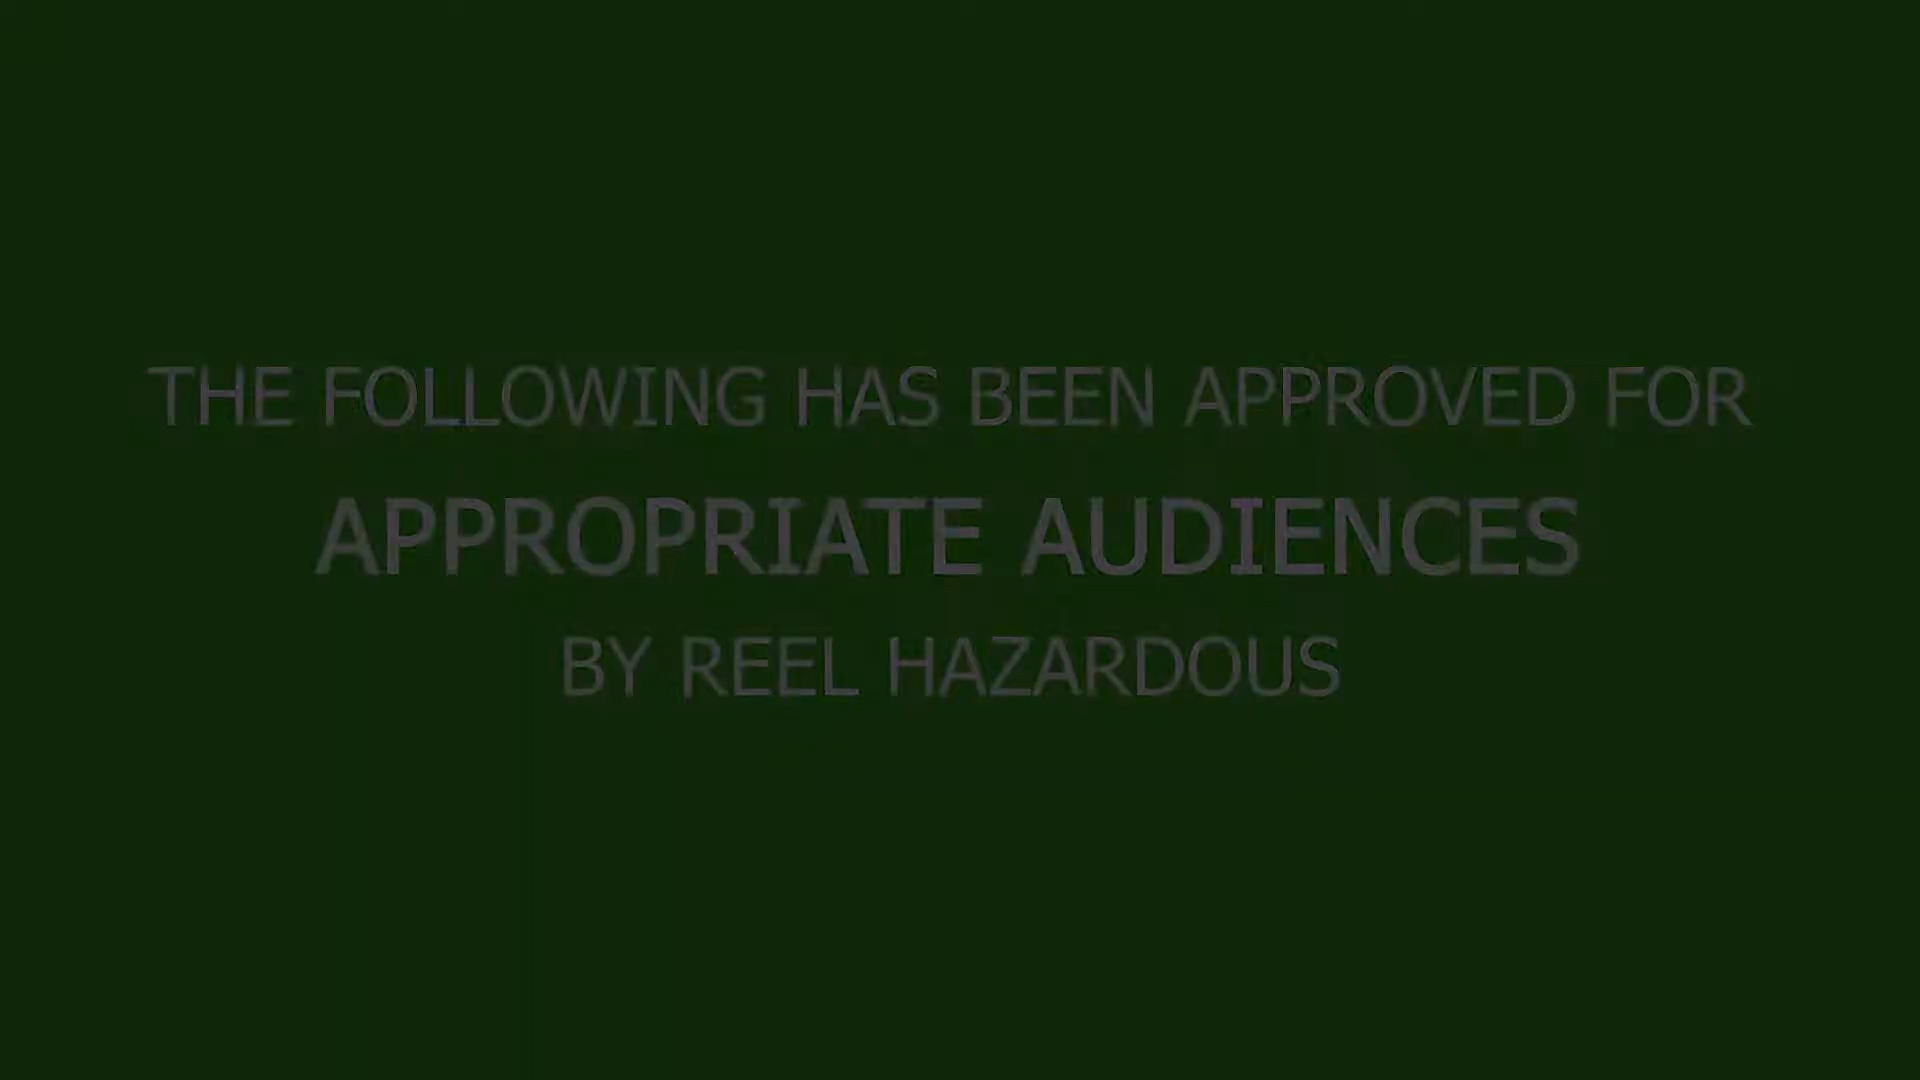 THE FOLLOWING HAS BEEN APPROVED FOR
APPROPRIATE AUDIENCES
BY REEL HAZARDOUS